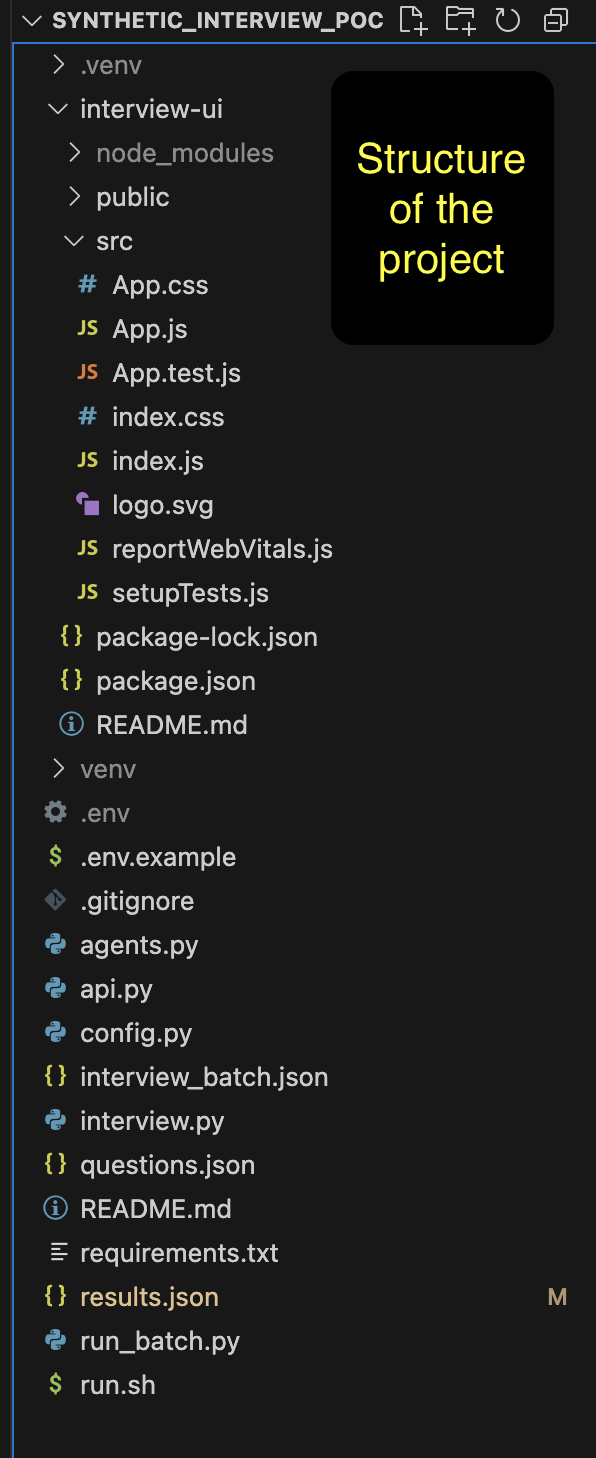 SYNTHETIC_INTERVIEW_POC
.venv
interview-ui
node_modules
public
src
# App.css
JS App.js
JS App.test.js
# index.css
JS index.js
logo.svg
JS reportWebVitals.js
JS setupTests.js
{} package-lock.json
{} package.json
README.md
venv
.env
$ .env.example
.gitignore
agents.py
api.py
config.py
{} interview_batch.json
interview.py
{} questions.json
README.md
requirements.txt
{} results.json M
run_batch.py
$ run.sh
Structure
of the
project